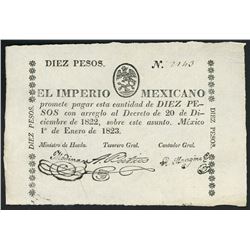 DIEZ PESOS.
N. 2143
EL IMPERIO MEXICANO
promete pagar esta cantidad de DIEZ PE-
SOS con arreglo al Decreto de 20 de Di-
ciembre de 1822, sobre este asunto. México
1º de Enero de 1823.
Ministro de Hacda. Tesorero Gral. Contador Gral.
DIEZ PESOS.
DIEZ PESOS.